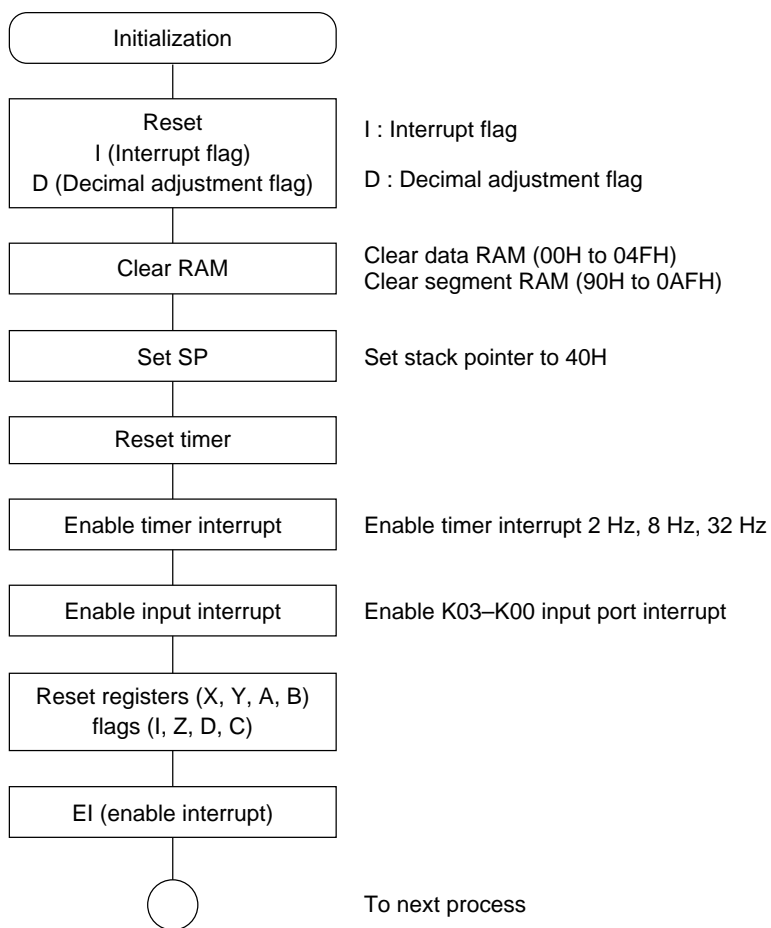 Initialization
Reset
I (Interrupt flag)
D (Decimal adjustment flag)
I : Interrupt flag
D : Decimal adjustment flag
Clear RAM
Clear data RAM (00H to 04FH)
Clear segment RAM (90H to 0AFH)
Set SP
Set stack pointer to 40H
Reset timer
Enable timer interrupt
Enable timer interrupt 2 Hz, 8 Hz, 32 Hz
Enable input interrupt
Enable K03–K00 input port interrupt
Reset registers (X, Y, A, B)
flags (I, Z, D, C)
EI (enable interrupt)
To next process